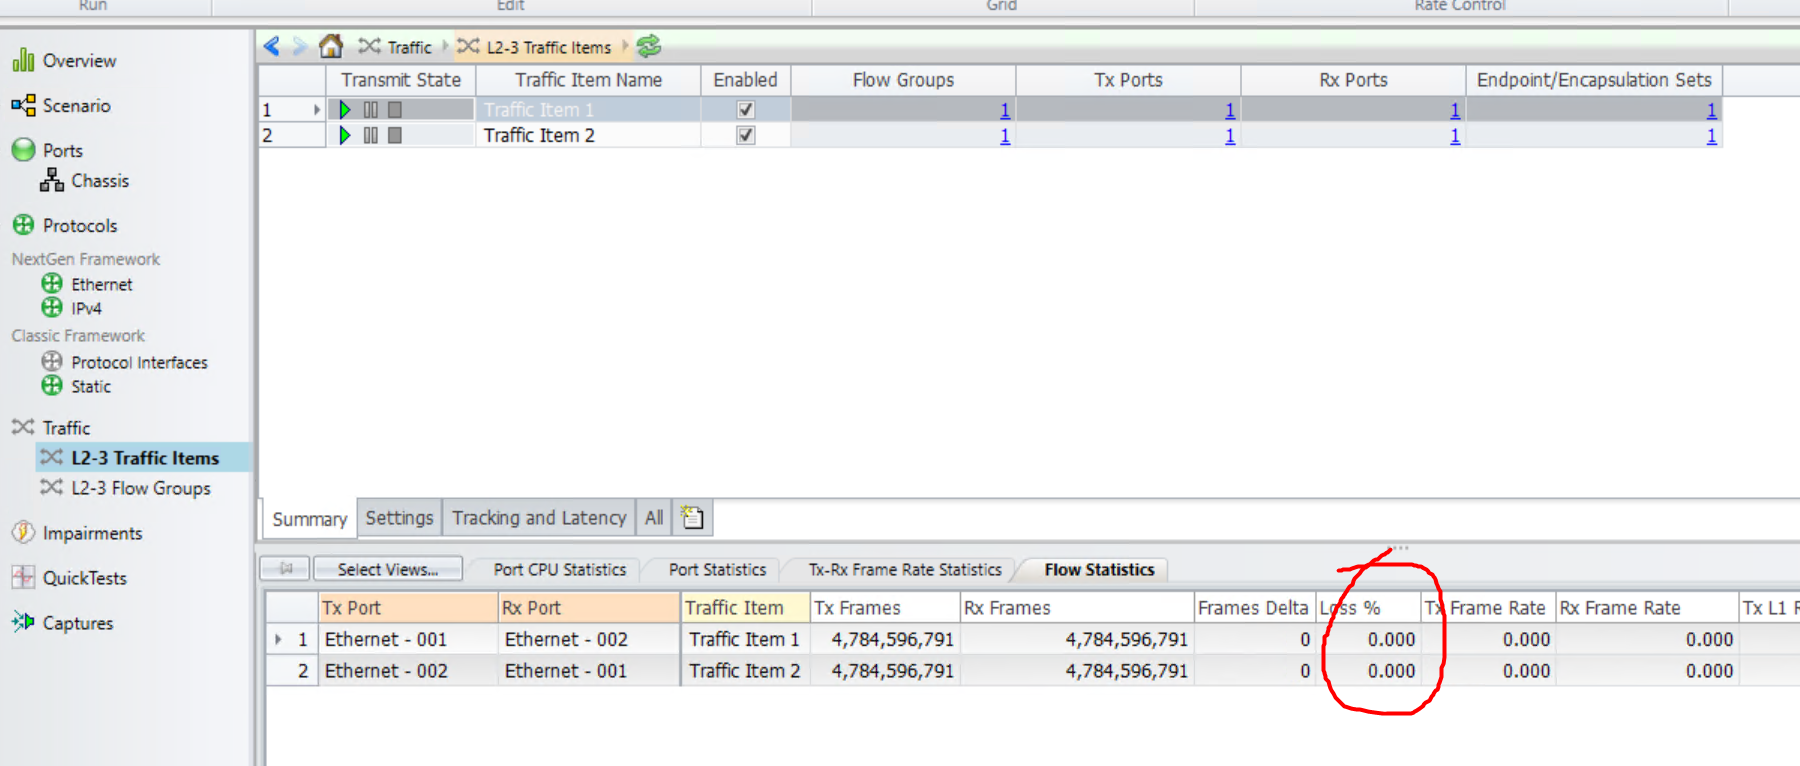 Run Edit Grid Rate Control
Overview
Scenario
Ports
Chassis
Protocols
NextGen Framework
Ethernet
IPv4
Classic Framework
Protocol Interfaces
Static
Traffic
L2-3 Traffic Items
L2-3 Flow Groups
Impairments
QuickTests
Captures
Traffic L2-3 Traffic Items
Transmit State Traffic Item Name Enabled Flow Groups Tx Ports Rx Ports Endpoint/Encapsulation Sets
1 Traffic Item 1 1 1 1 1
2 Traffic Item 2 1 1 1 1
Summary Settings Tracking and Latency All
Select Views... Port CPU Statistics Port Statistics Tx-Rx Frame Rate Statistics Flow Statistics
Tx Port Rx Port Traffic Item Tx Frames Rx Frames Frames Delta Loss % Tx Frame Rate Rx Frame Rate Tx L1
1 Ethernet - 001 Ethernet - 002 Traffic Item 1 4,784,596,791 4,784,596,791 0 0.000 0.000 0.000
2 Ethernet - 002 Ethernet - 001 Traffic Item 2 4,784,596,791 4,784,596,791 0 0.000 0.000 0.000